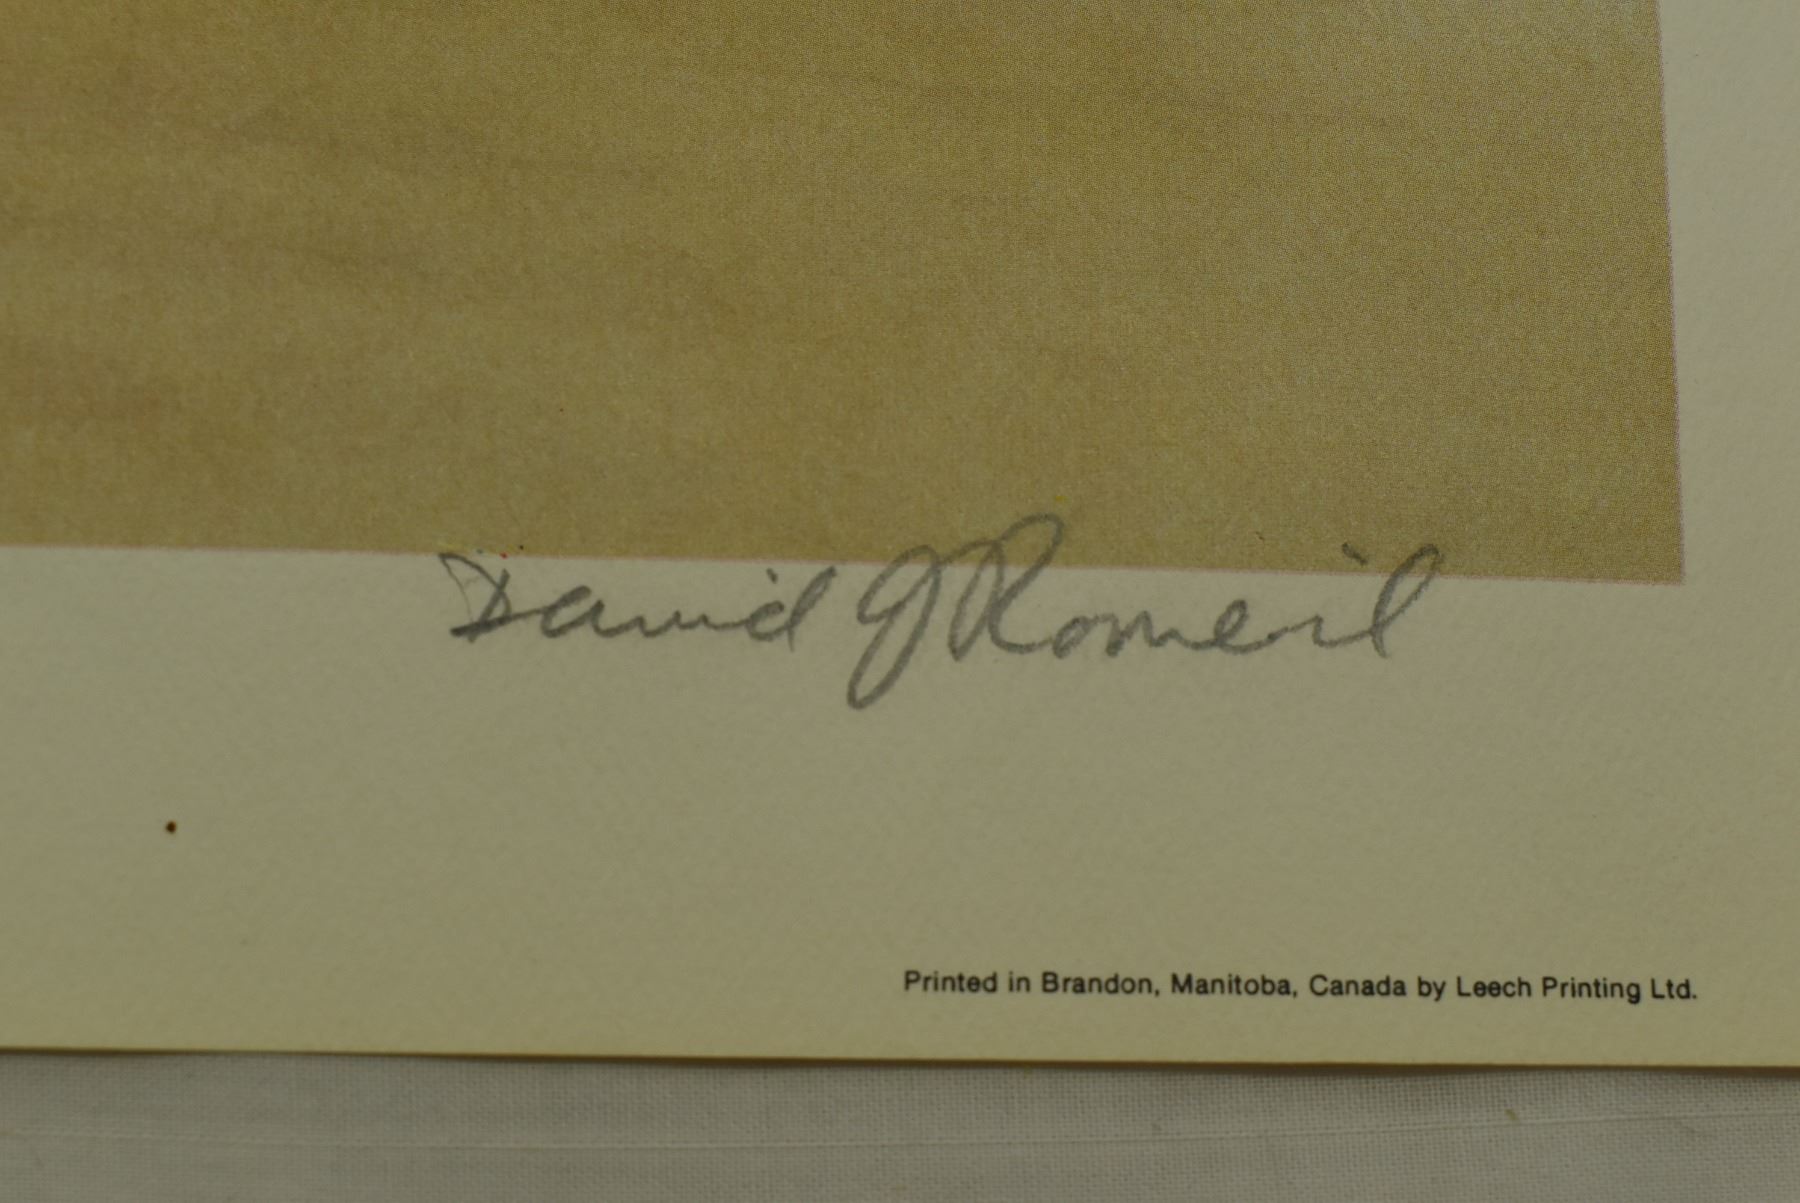 David J Romeril
Printed in Brandon, Manitoba, Canada by Leech Printing Ltd.